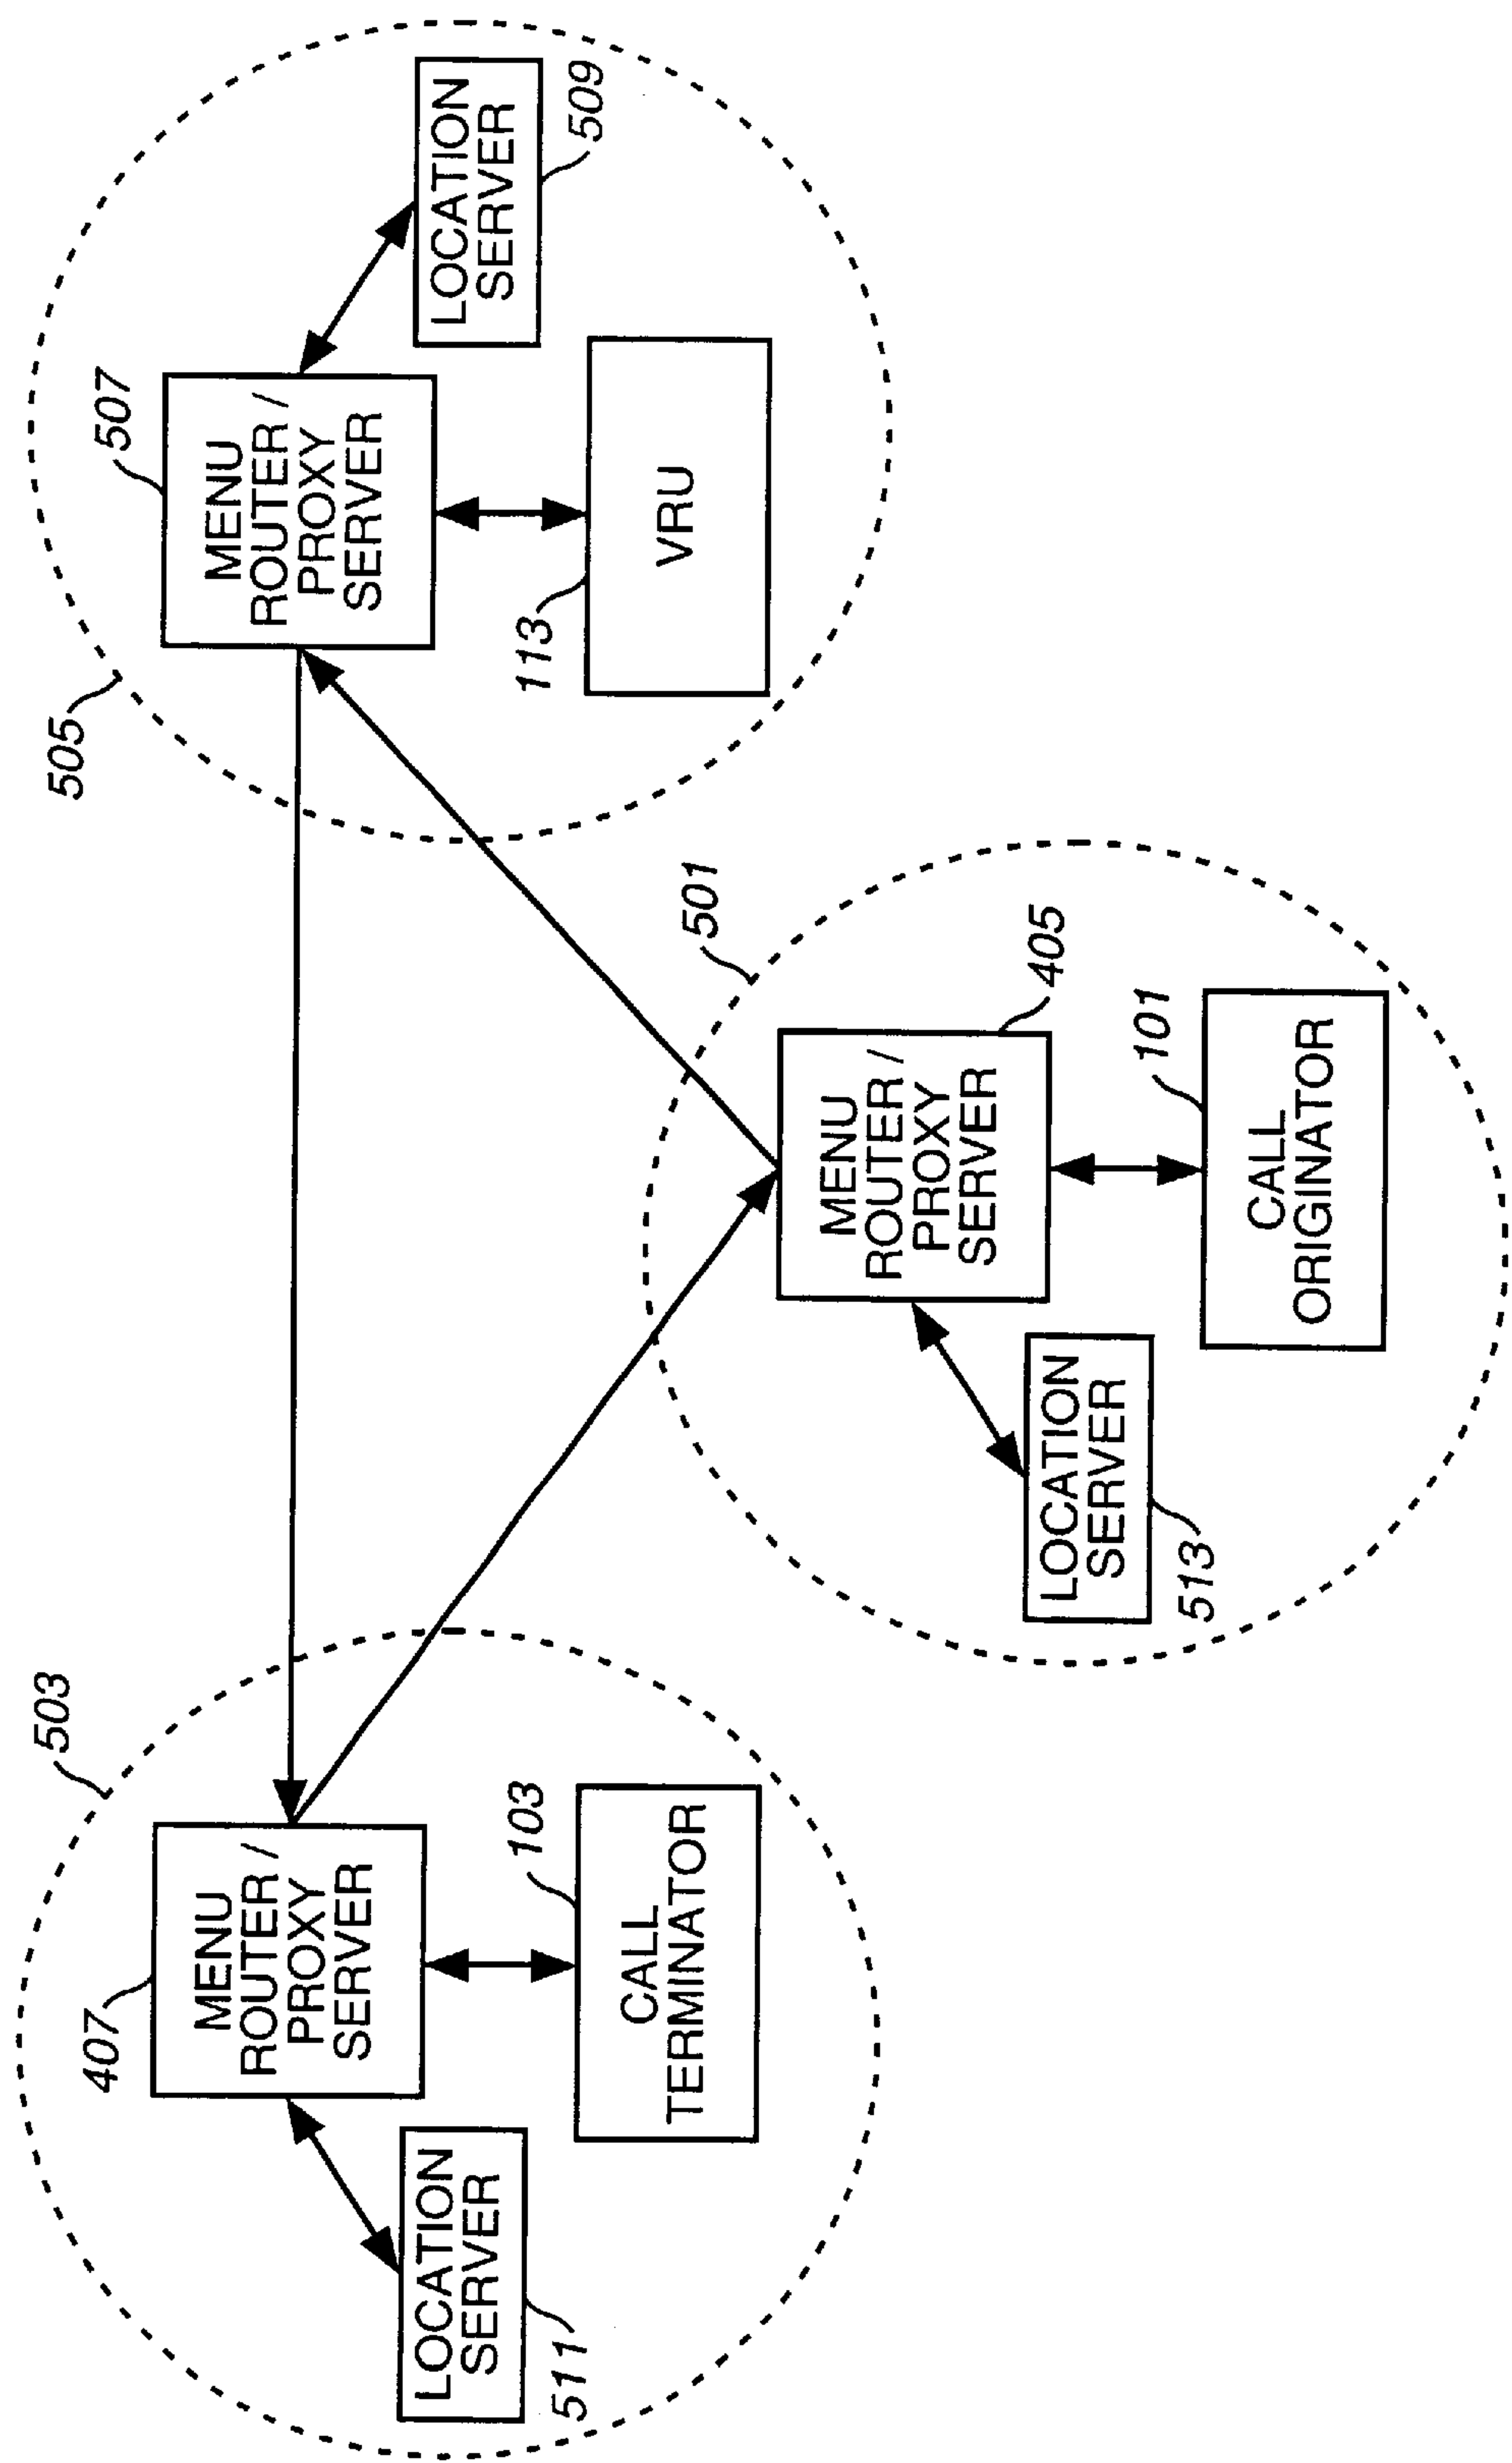 503
407
MENU
ROUTER /
PROXY
SERVER
LOCATION
SERVER
511
103
CALL
TERMINATOR
505
507
MENU
ROUTER /
PROXY
SERVER
LOCATION
SERVER
509
113
VRU
501
MENU
ROUTER /
PROXY
SERVER
405
LOCATION
SERVER
513
101
CALL
ORIGINATOR